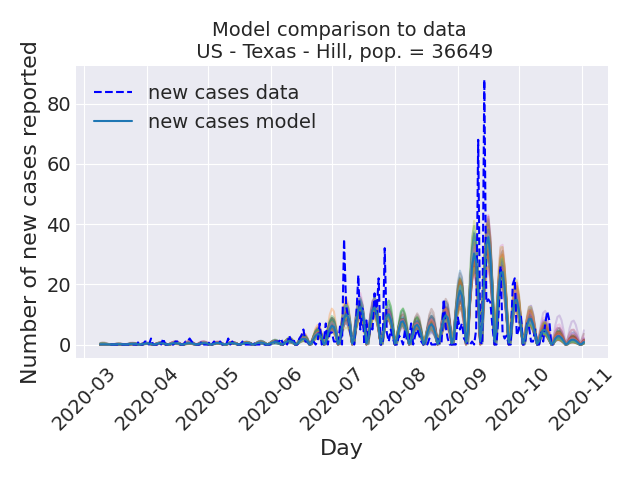 Model comparison to data
US - Texas - Hill, pop. = 36649
Number of new cases reported
80
60
40
20
0
new cases data
new cases model
2020-03
2020-04
2020-05
2020-06
2020-07
2020-08
2020-09
2020-10
2020-11
Day